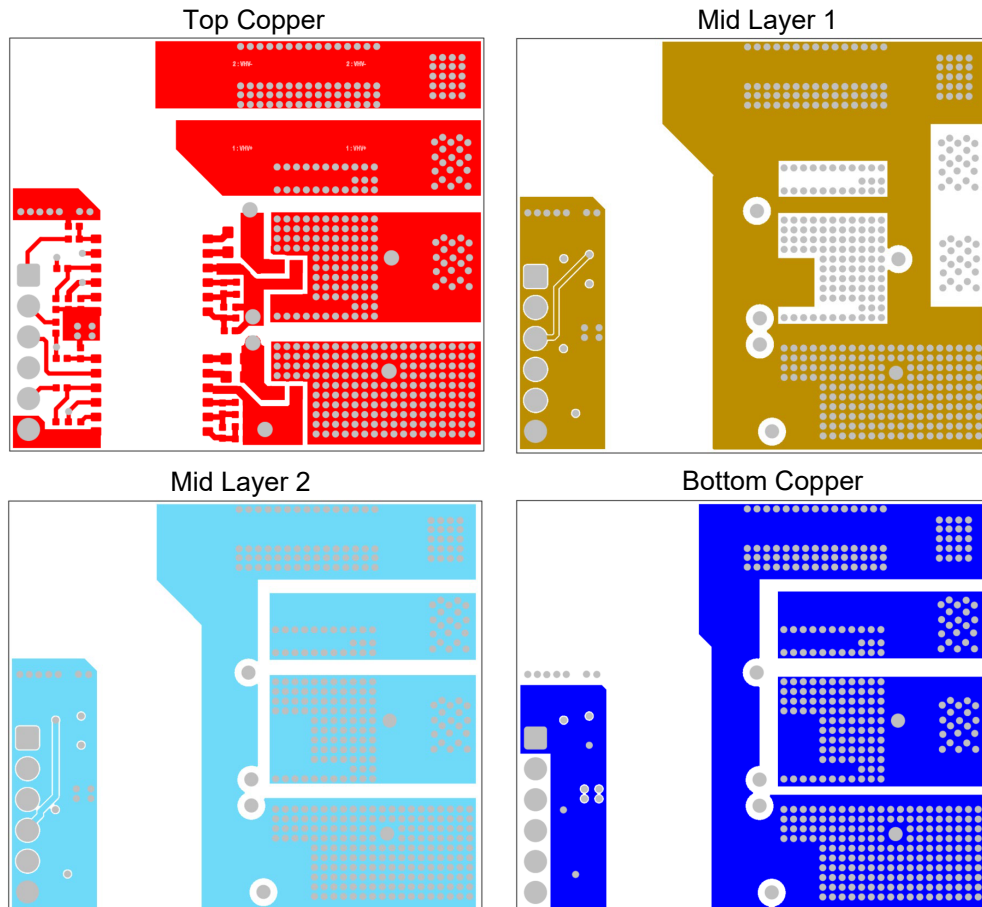 Top Copper
Mid Layer 1
2 : VHV- 2 : VHV-
1 : VHV+ 1 : VHV+
Mid Layer 2
Bottom Copper